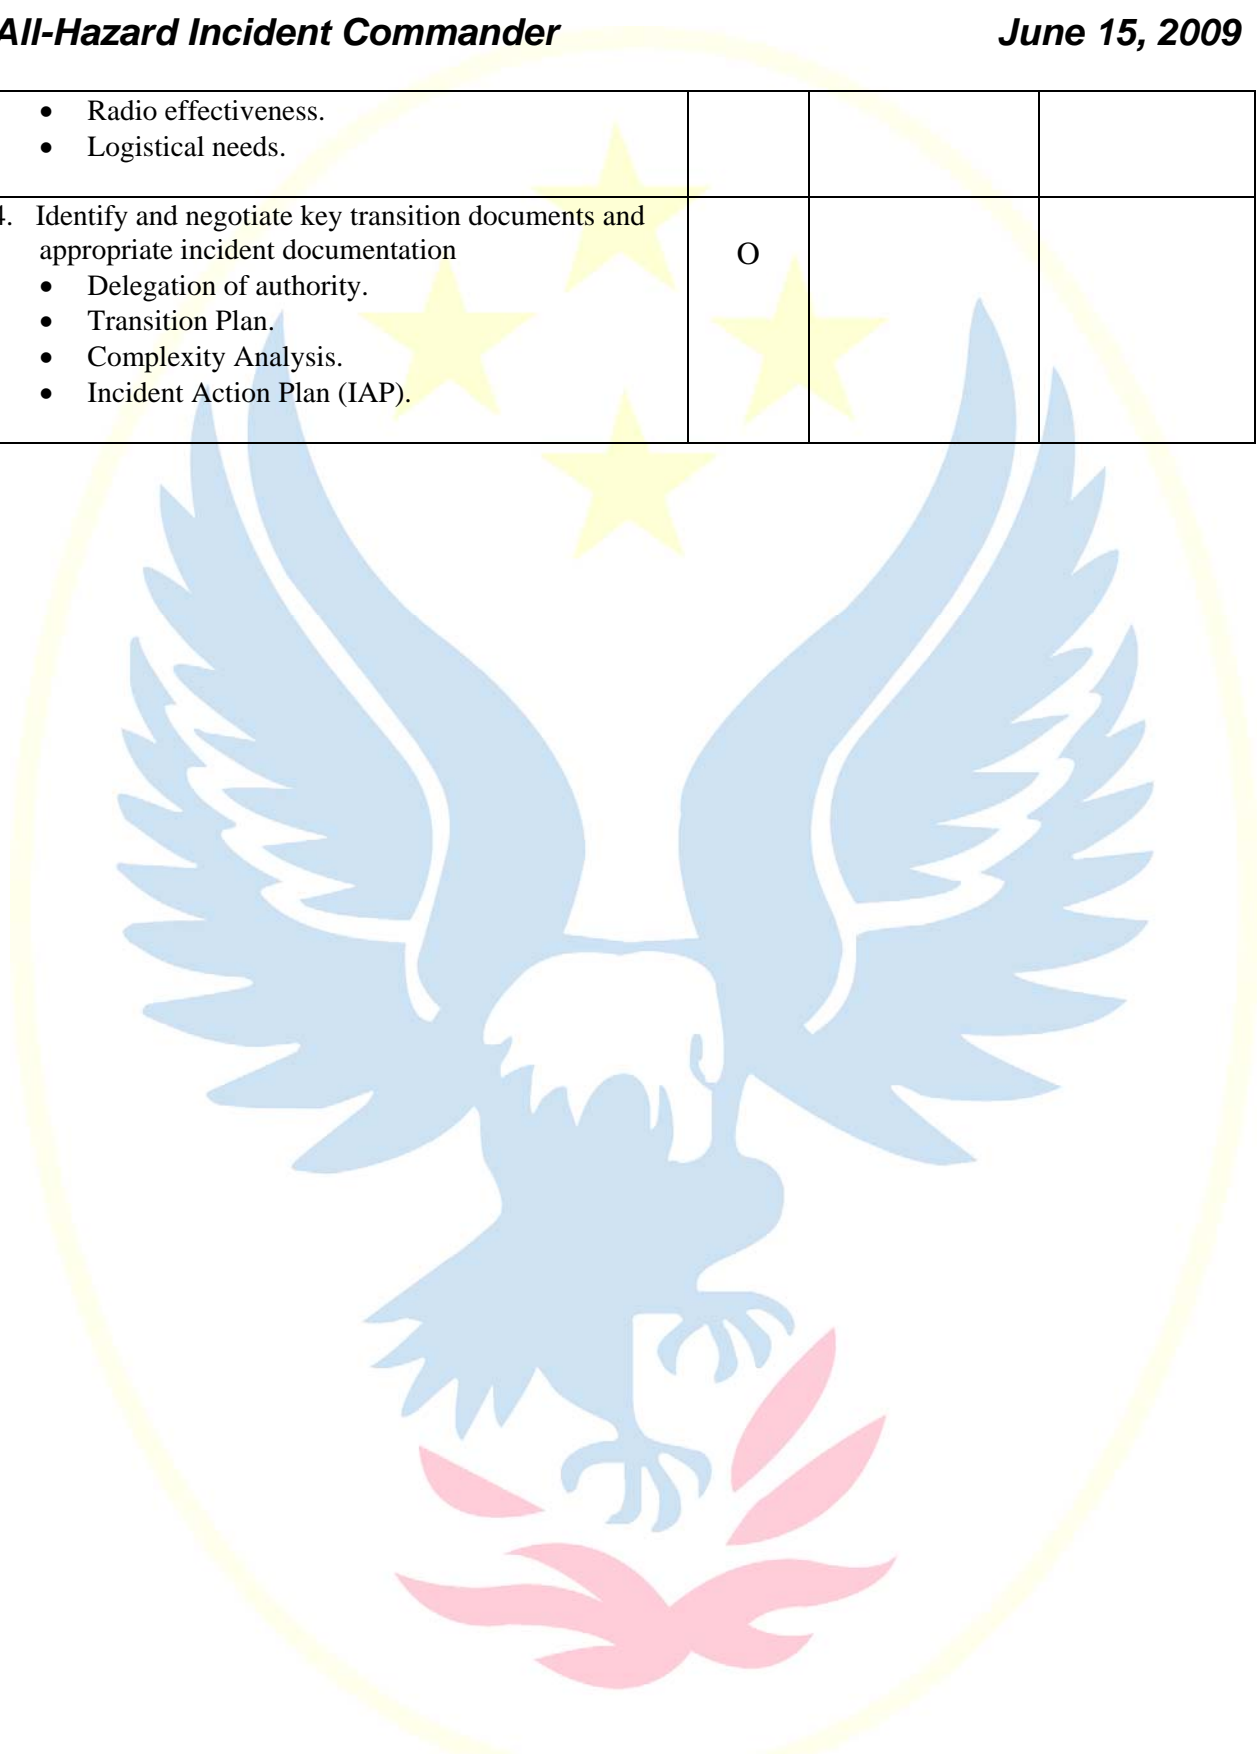 All-Hazard Incident Commander June 15, 2009
• Radio effectiveness.
• Logistical needs.
4. Identify and negotiate key transition documents and
appropriate incident documentation
O
• Delegation of authority.
• Transition Plan.
• Complexity Analysis.
• Incident Action Plan (IAP).